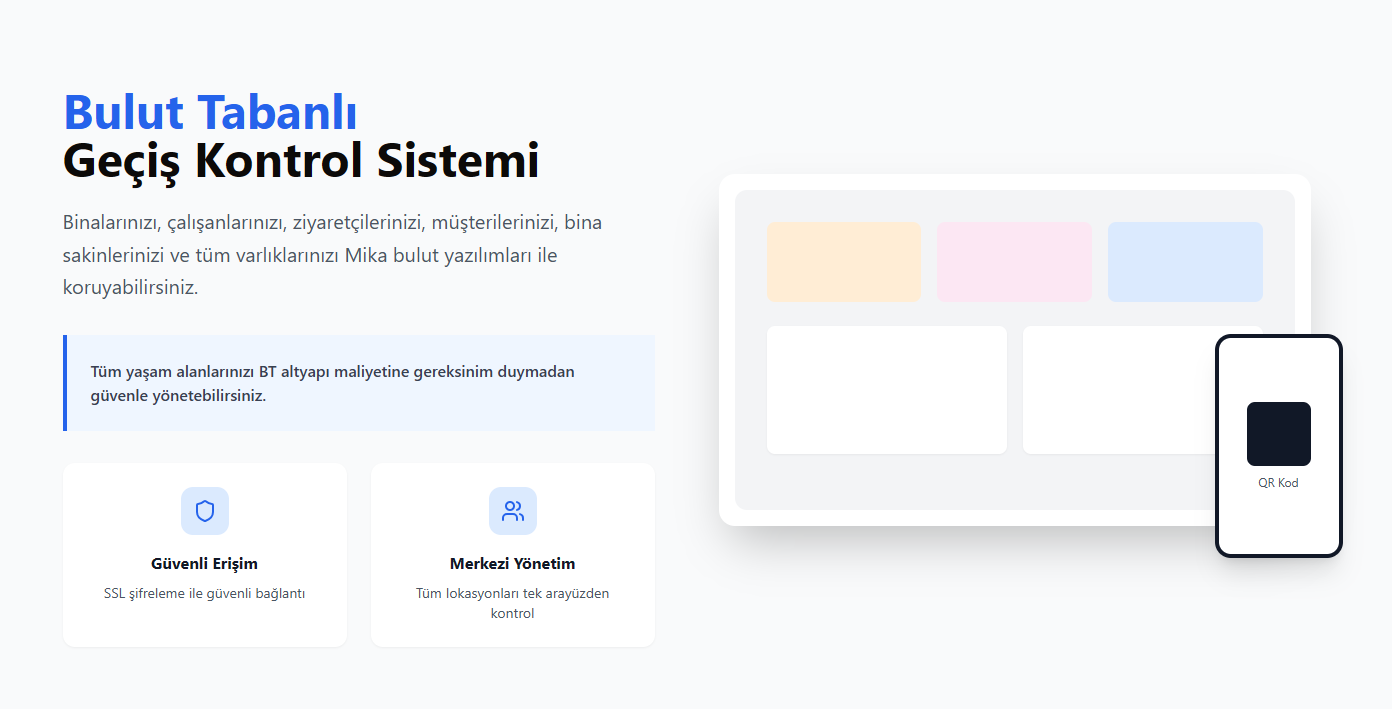 Bulut Tabanlı
Geçiş Kontrol Sistemi
Binalarınızı, çalışanlarınızı, ziyaretçilerinizi, müşterilerinizi, bina
sakinlerinizi ve tüm varlıklarınızı Mika bulut yazılımları ile
koruyabilirsiniz.
Tüm yaşam alanlarınızı BT altyapı maliyetine gereksinim duymadan
güvenle yönetebilirsiniz.
Güvenli Erişim
SSL şifreleme ile güvenli bağlantı
Merkezi Yönetim
Tüm lokasyonları tek arayüzden
kontrol
QR Kod